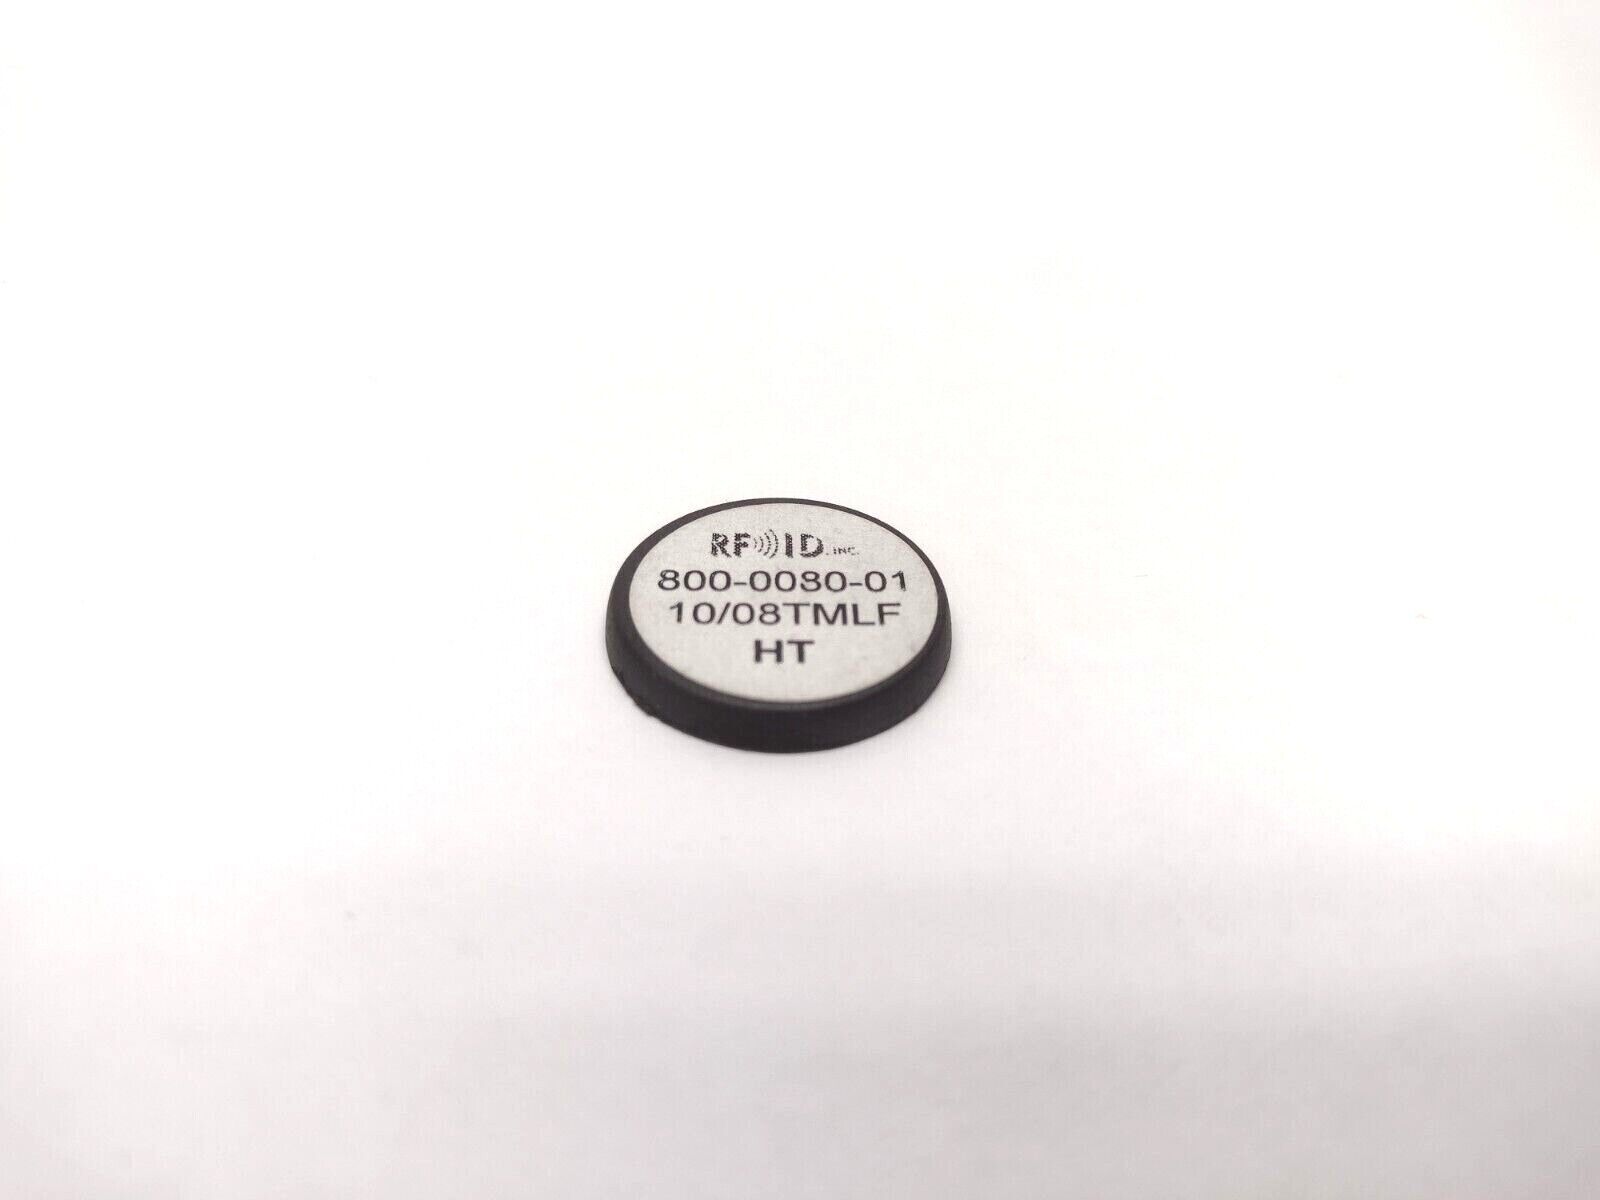 RFID, INC.
800-0080-01
10/08TMLF
HT